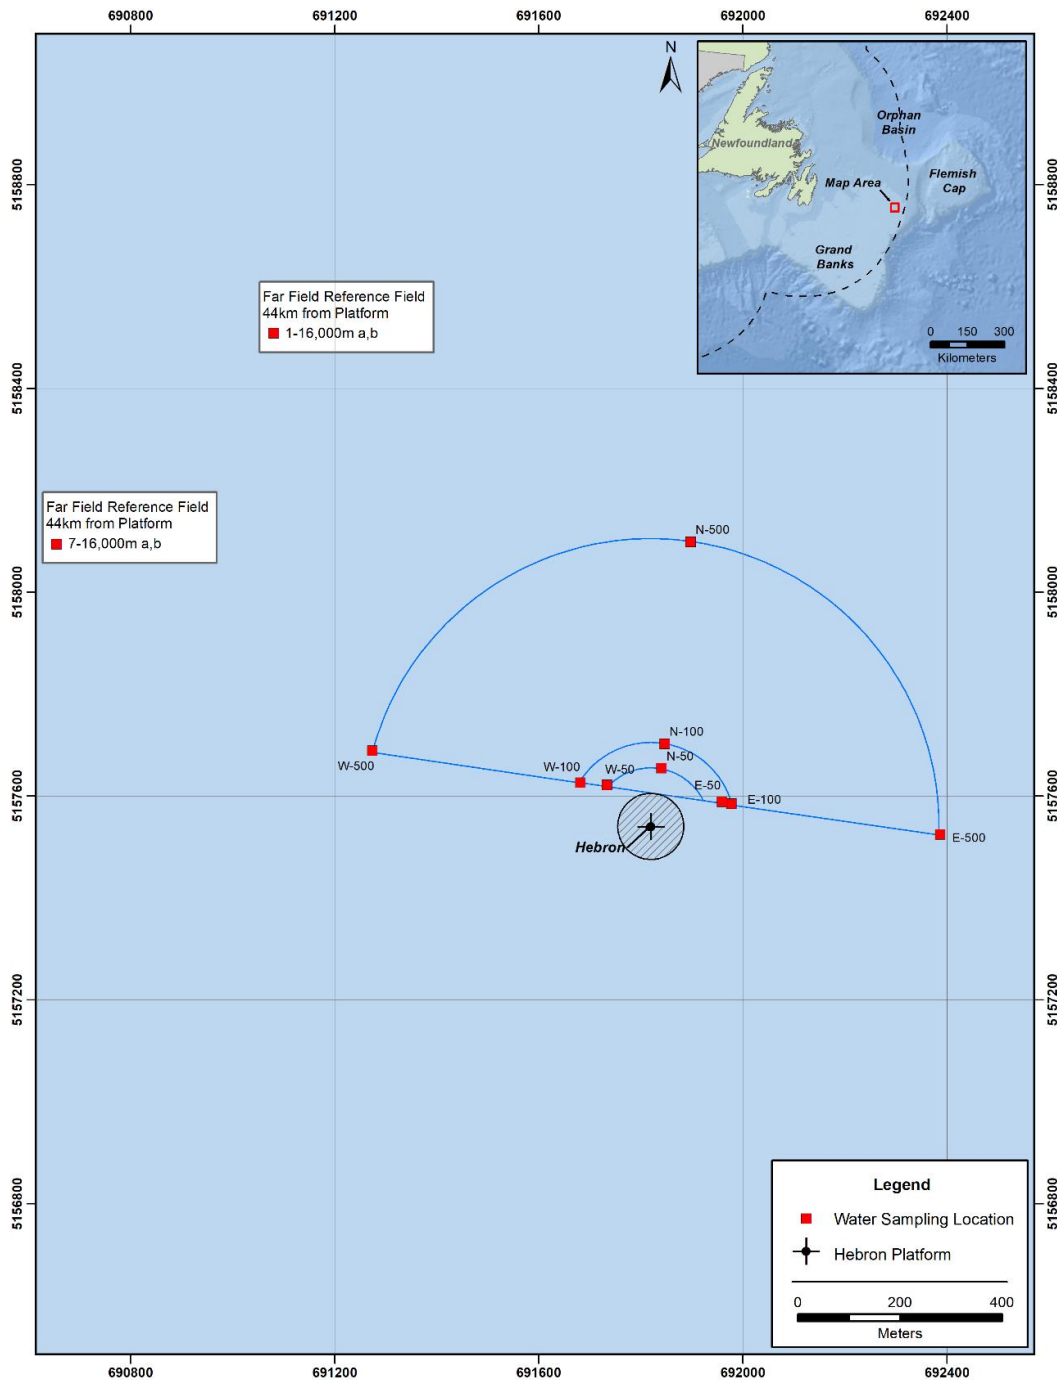 690800 691200 691600 692000 692400
N
Orphan
Basin
Newfoundland
Flemish
Cap
Map Area
Grand
Banks
0 150 300
Kilometers
5158800 5158800
Far Field Reference Field
44km from Platform
1-16,000m a,b
5158400 5158400
Far Field Reference Field
44km from Platform
7-16,000m a,b
N-500
5158000 5158000
N-100
N-50
W-500
W-100
W-50
E-50
E-100
5157600 5157600
E-500
Hebron
5157200 5157200
Legend
Water Sampling Location
Hebron Platform
0 200 400
Meters
5156800 5156800
690800 691200 691600 692000 692400